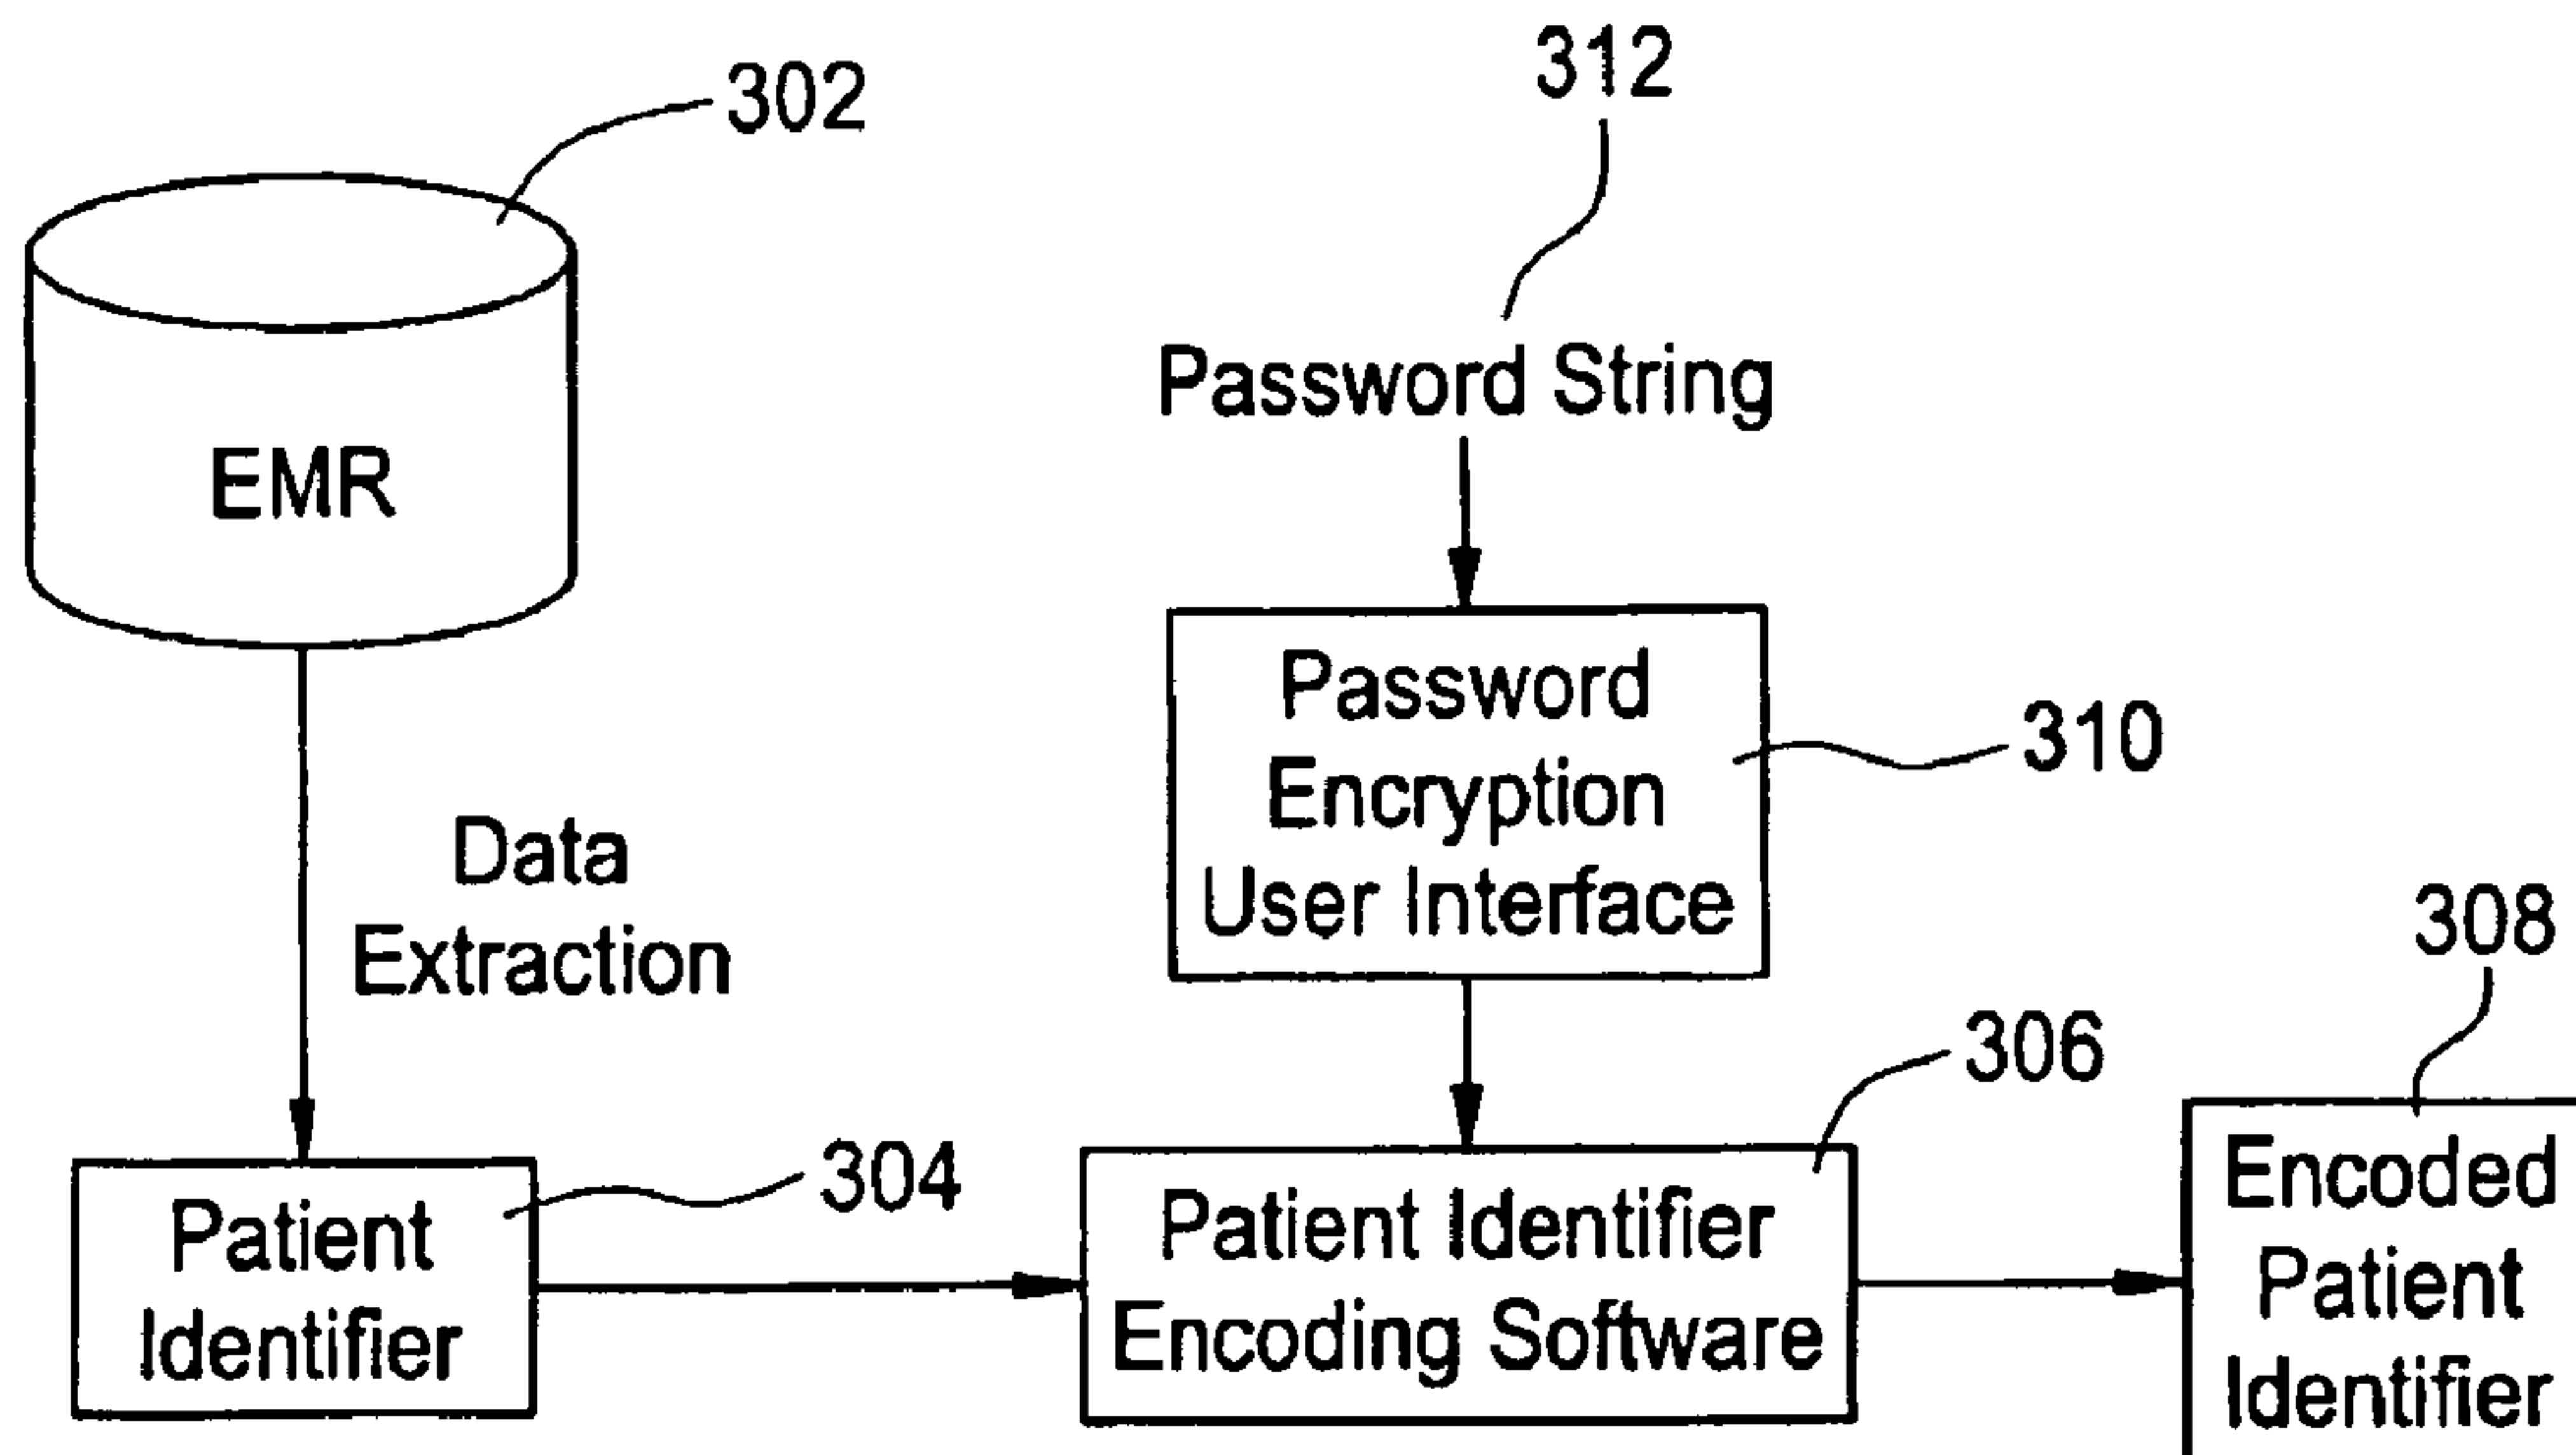 312
302
Password String
EMR
Password
Encryption
User Interface
310
Data
Extraction
308
306
304
Patient
Identifier
Patient Identifier
Encoding Software
Encoded
Patient
Identifier